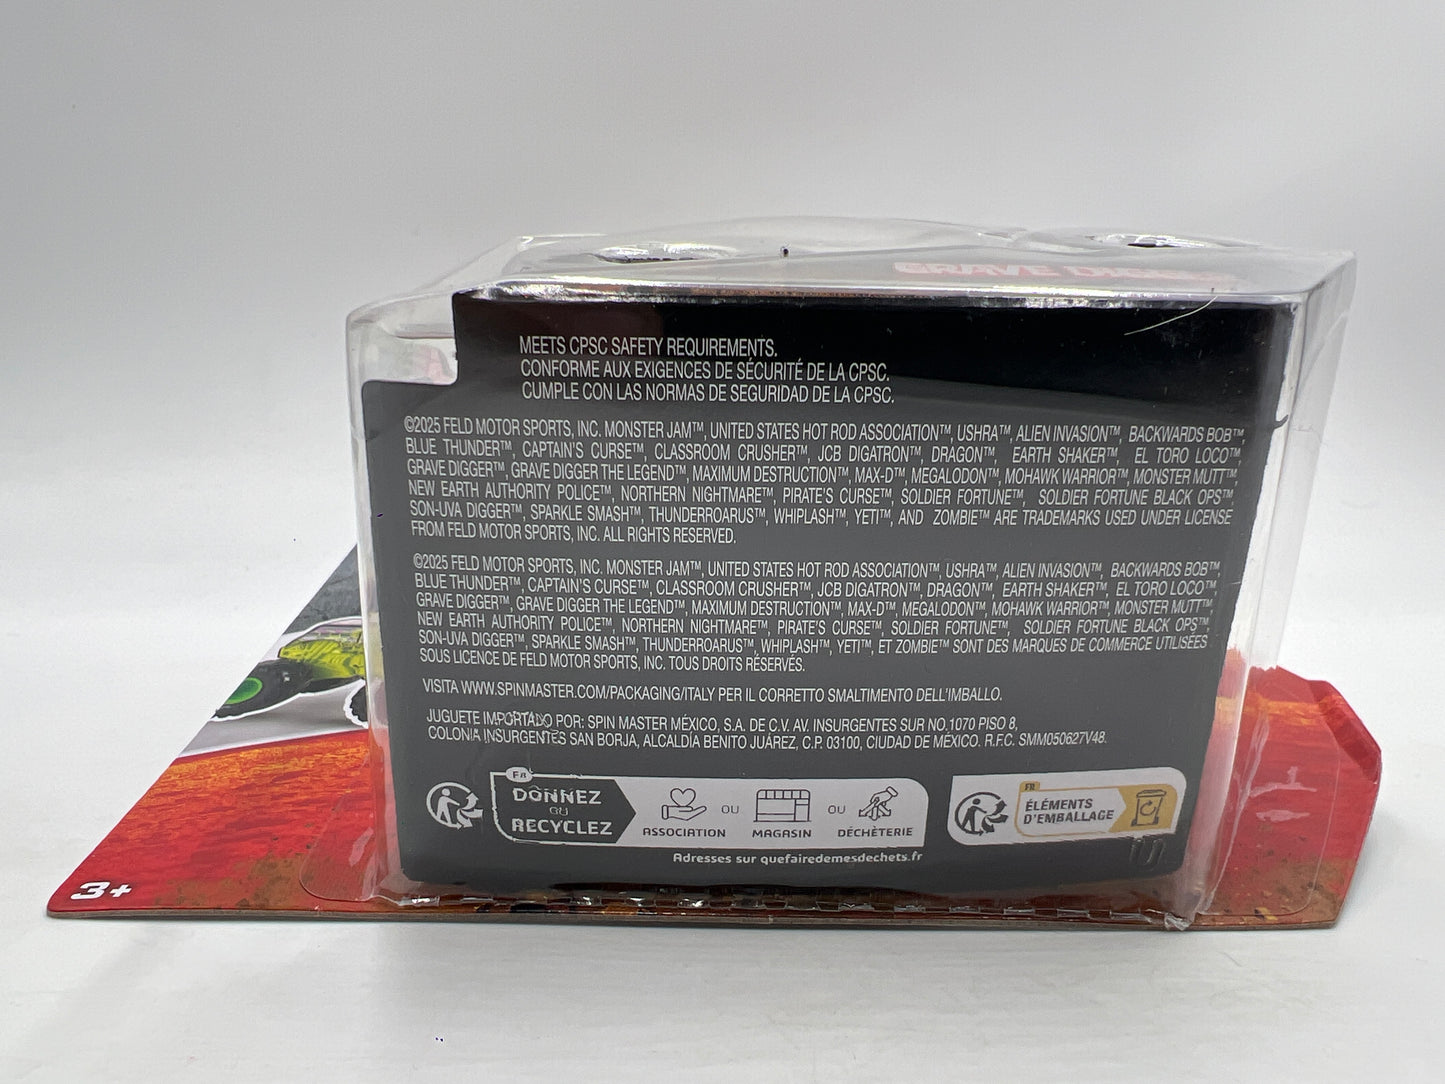 GRAVE DIGGER
MEETS CPSC SAFETY REQUIREMENTS.
CONFORME AUX EXIGENCES DE SÉCURITÉ DE LA CPSC.
CUMPLE CON LAS NORMAS DE SEGURIDAD DE LA CPSC.
©2025 FELD MOTOR SPORTS, INC. MONSTER JAM™, UNITED STATES HOT ROD ASSOCIATION™, USHRA™, ALIEN INVASION™, BACKWARDS BOB™,
BLUE THUNDER™, CAPTAIN'S CURSE™, CLASSROOM CRUSHER™, JCB DIGATRON™, DRAGON™, EARTH SHAKER™, EL TORO LOCO™,
GRAVE DIGGER™, GRAVE DIGGER THE LEGEND™, MAXIMUM DESTRUCTION™, MAX-D™, MEGALODON™, MOHAWK WARRIOR™, MONSTER MUTT™,
NEW EARTH AUTHORITY POLICE™, NORTHERN NIGHTMARE™, PIRATE'S CURSE™, SOLDIER FORTUNE™, SOLDIER FORTUNE BLACK OPS™,
SON-UVA DIGGER™, SPARKLE SMASH™, THUNDERROARUS™, WHIPLASH™, YETI™, AND ZOMBIE™ ARE TRADEMARKS USED UNDER LICENSE
FROM FELD MOTOR SPORTS, INC. ALL RIGHTS RESERVED.
©2025 FELD MOTOR SPORTS, INC. MONSTER JAM™, UNITED STATES HOT ROD ASSOCIATION™, USHRA™, ALIEN INVASION™, BACKWARDS BOB™,
BLUE THUNDER™, CAPTAIN'S CURSE™, CLASSROOM CRUSHER™, JCB DIGATRON™, DRAGON™, EARTH SHAKER™, EL TORO LOCO™,
GRAVE DIGGER™, GRAVE DIGGER THE LEGEND™, MAXIMUM DESTRUCTION™, MAX-D™, MEGALODON™, MOHAWK WARRIOR™, MONSTER MUTT™,
NEW EARTH AUTHORITY POLICE™, NORTHERN NIGHTMARE™, PIRATE'S CURSE™, SOLDIER FORTUNE™, SOLDIER FORTUNE BLACK OPS™,
SON-UVA DIGGER™, SPARKLE SMASH™, THUNDERROARUS™, WHIPLASH™, YETI™, ET ZOMBIE™ SONT DES MARQUES DE COMMERCE UTILISÉES
SOUS LICENCE DE FELD MOTOR SPORTS, INC. TOUS DROITS RÉSERVÉS.
VISITA WWW.SPINMASTER.COM/PACKAGING/ITALY PER IL CORRETTO SMALTIMENTO DELL'IMBALLO.
JUGUETE IMPORTADO POR: SPIN MASTER MÉXICO, S.A. DE C.V. AV. INSURGENTES SUR NO. 1070 PISO 8,
COLONIA INSURGENTES SAN BORJA, ALCALDÍA BENITO JUÁREZ, C.P. 03100, CIUDAD DE MÉXICO. R.F.C. SMM050627V48.
FR
DONNEZ
OU
RECYCLEZ
ASSOCIATION OU MAGASIN OU DÉCHÈTERIE
Adresses sur quefairedemesdechets.fr
FR
ÉLÉMENTS
D'EMBALLAGE
3+